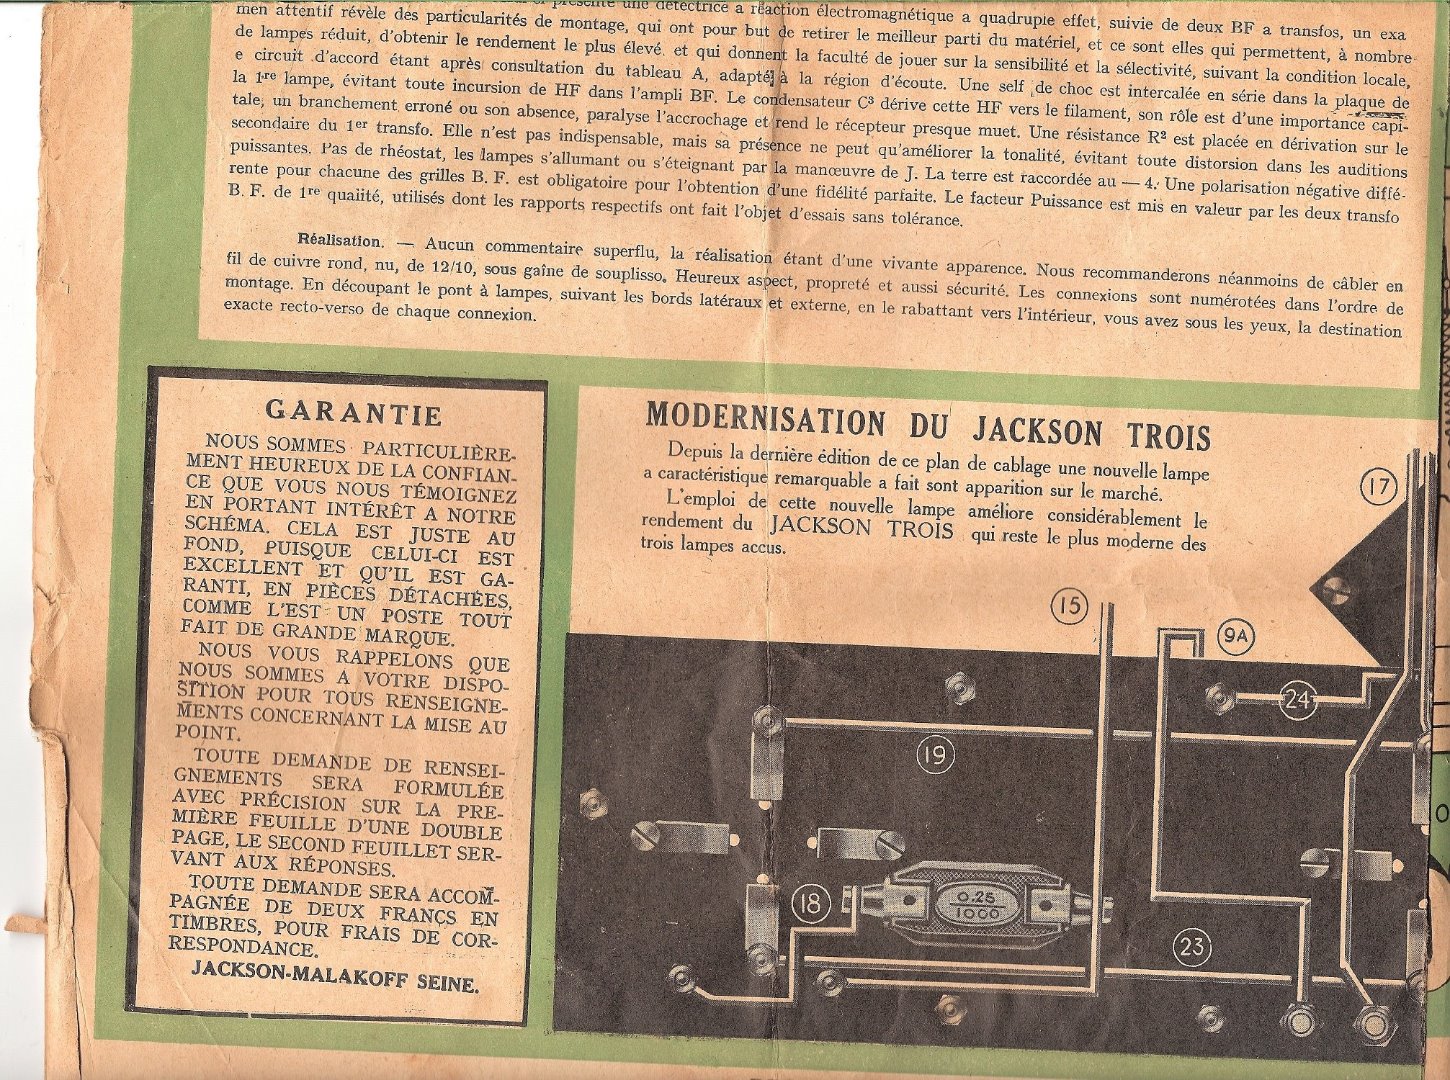 présente une détectrice a réaction électromagnétique a quadruple effet, suivie de deux BF a transfos, un exa
men attentif révèle des particularités de montage, qui ont pour but de retirer le meilleur parti du matériel, et ce sont elles qui permettent, à nombre
de lampes réduit, d'obtenir le rendement le plus élevé. et qui donnent la faculté de jouer sur la sensibilité et la sélectivité, suivant la condition locale,
e circuit .d'accord étant après consultation du tableau A, adapté à la région d'écoute. Une self de choc est intercalée en série dans la plaque de
la 1re lampe, évitant toute incursion de HF dans l'ampli BF. Le condensateur C³ dérive cette HF vers le filament, son rôle est d'une importance capi-
tale, un branchement erroné ou son absence, paralyse l'accrochage et rend le récepteur presque muet. Une résistance R² est placée en dérivation sur le
secondaire du 1er transfo. Elle n'est pas indispensable, mais sa présence ne peut qu'améliorer la tonalité, évitant toute distorsion dans les auditions
puissantes. Pas de rhéostat, les lampes s'allumant ou s'éteignant par la manœuvre de J. La terre est raccordée au — 4. Une polarisation négative diffé-
rente pour chacune des grilles B. F. est obligatoire pour l'obtention d'une fidélité parfaite. Le facteur Puissance est mis en valeur par les deux transfo
B. F. de 1re quaiité, utilisés dont les rapports respectifs ont fait l'objet d'essais sans tolérance.
Réalisation. — Aucun commentaire superflu, la réalisation étant d'une vivante apparence. Nous recommanderons néanmoins de câbler en
fil de cuivre rond, nu, de 12/10, sous gaîne de souplisso. Heureux aspect, propreté et aussi sécurité. Les connexions sont numérotées dans l'ordre de
montage. En découpant le pont à lampes, suivant les bords latéraux et externe, en le rabattant vers l'intérieur, vous avez sous les yeux, la destination
exacte recto-verso de chaque connexion.
GARANTIE
NOUS SOMMES PARTICULIÈRE-
MENT HEUREUX DE LA CONFIAN-
CE QUE VOUS NOUS TÉMOIGNEZ
EN PORTANT INTÉRÊT A NOTRE
SCHÉMA. CELA EST JUSTE AU
FOND, PUISQUE CELUI-CI EST
EXCELLENT ET QU'IL EST GA-
RANTI, EN PIÈCES DÉTACHÉES,
COMME L'EST UN POSTE TOUT
FAIT DE GRANDE MARQUE.
NOUS VOUS RAPPELONS QUE
NOUS SOMMES A VOTRE DISPO-
SITION POUR TOUS RENSEIGNE-
MENTS CONCERNANT LA MISE AU
POINT.
TOUTE DEMANDE DE RENSEI-
GNEMENTS SERA FORMULÉE
AVEC PRÉCISION SUR LA PRE-
MIÈRE FEUILLE D'UNE DOUBLE
PAGE, LE SECOND FEUILLET SER-
VANT AUX RÉPONSES.
TOUTE DEMANDE SERA ACCOM-
PAGNÉE DE DEUX FRANCS EN
TIMBRES, POUR FRAIS DE COR-
RESPONDANCE.
JACKSON-MALAKOFF SEINE.
MODERNISATION DU JACKSON TROIS
Depuis la dernière édition de ce plan de cablage une nouvelle lampe
a caractéristique remarquable a fait sont apparition sur le marché.
L'emploi de cette nouvelle lampe améliore considérablement le
rendement du JACKSON TROIS qui reste le plus moderne des
trois lampes accus.
17
15
9A
24
19
18
0.25
1000
23